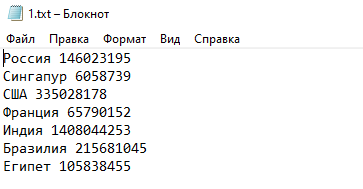 1.txt – Блокнот
Файл Правка Формат Вид Справка
Россия 146023195
Сингапур 6058739
США 335028178
Франция 65790152
Индия 1408044253
Бразилия 215681045
Египет 105838455